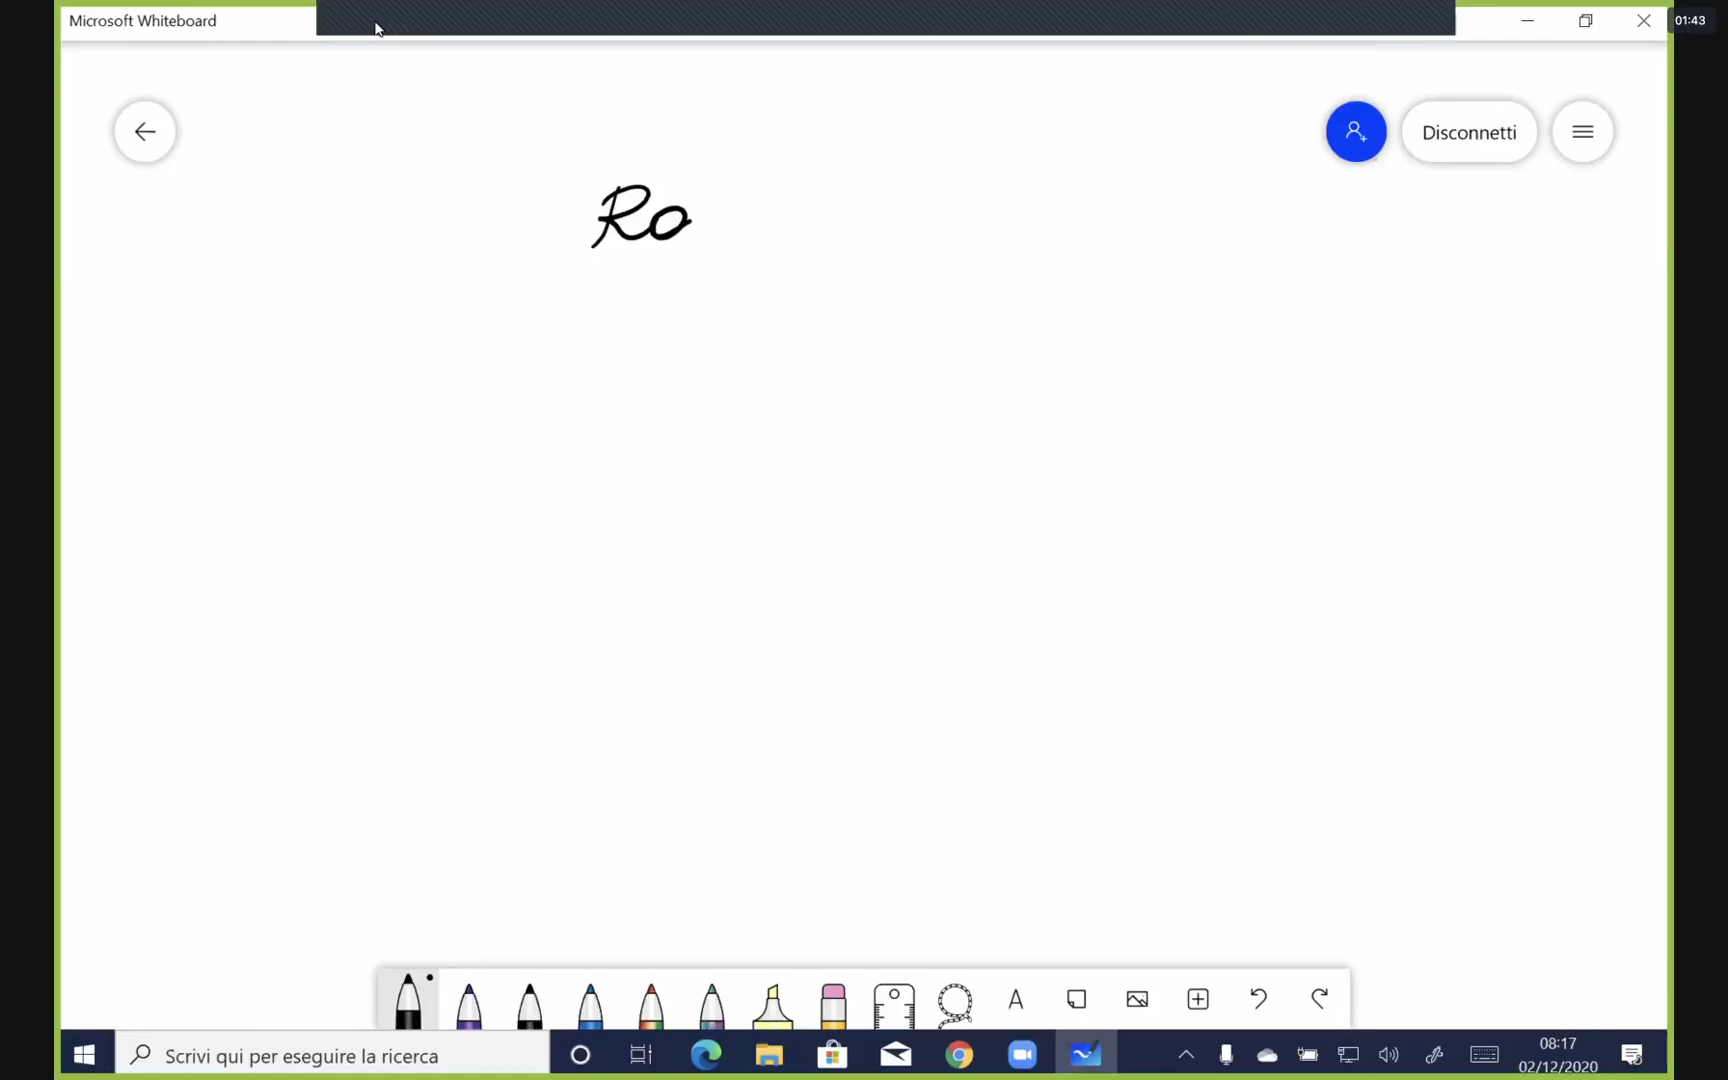 Microsoft Whiteboard
01:43
Disconnetti
Ro
A
Scrivi qui per eseguire la ricerca
08:17
02/12/2020